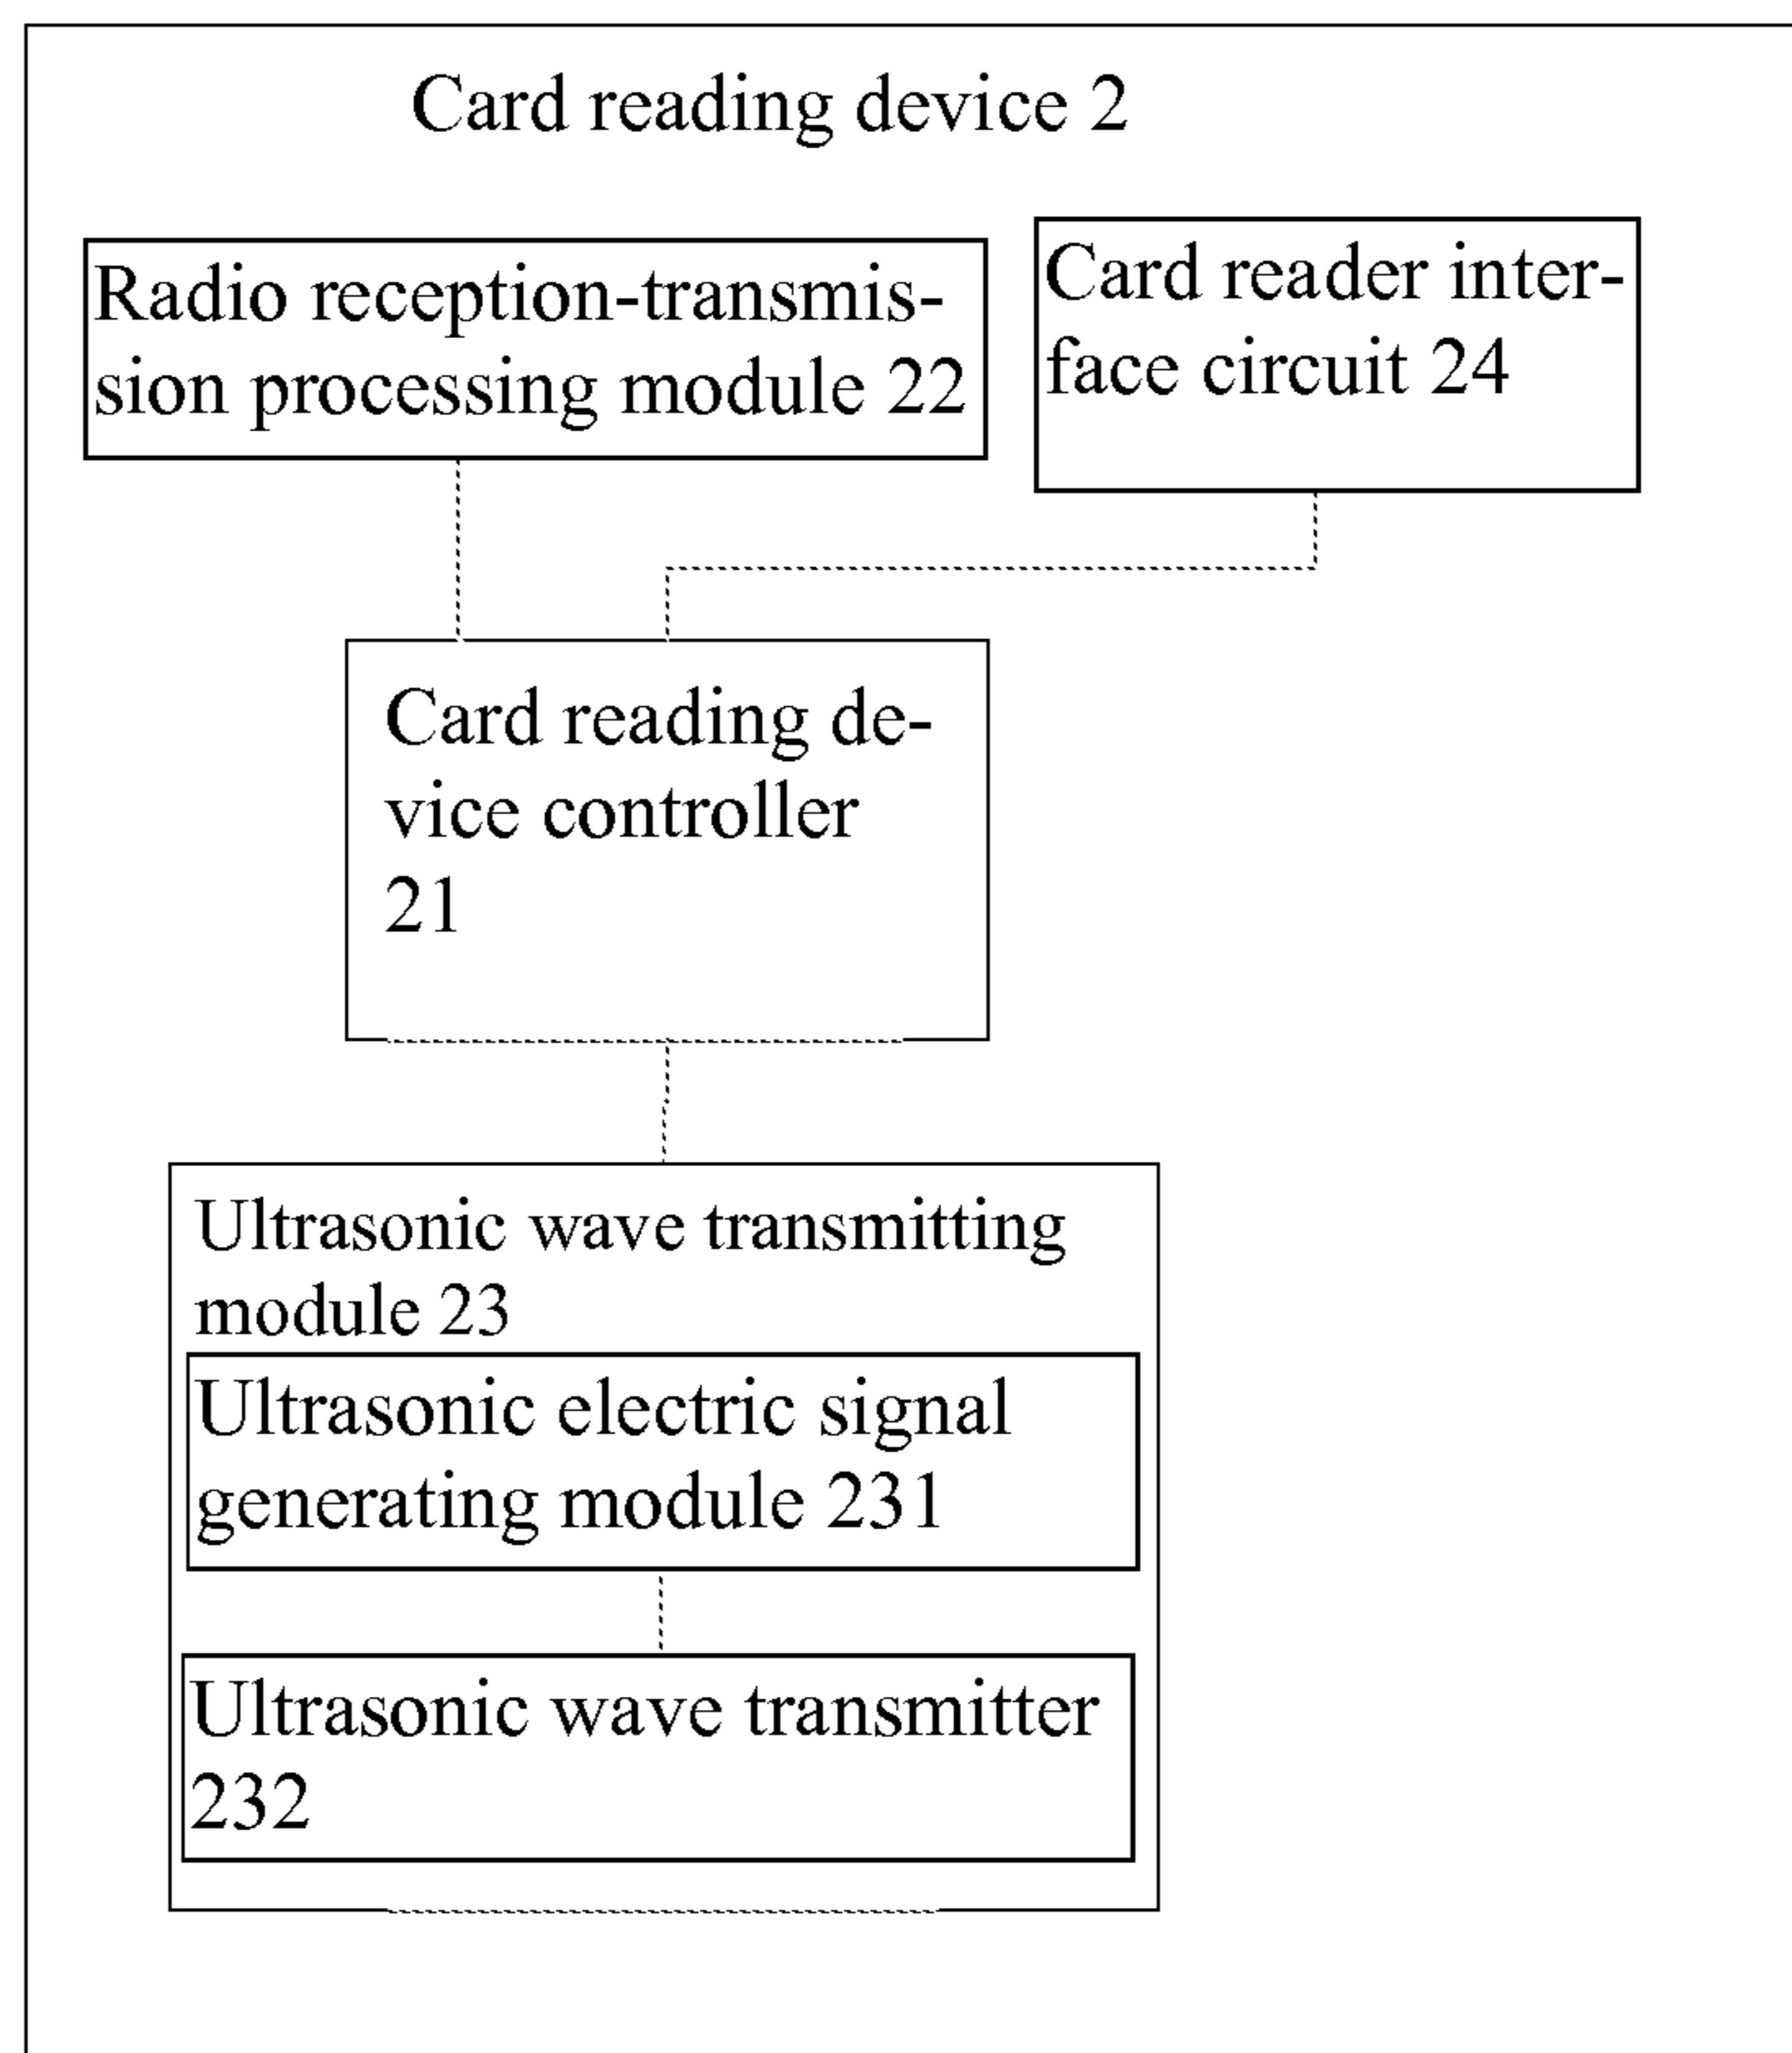 Card reading device 2
Radio reception-transmis-
sion processing module 22
Card reader inter-
face circuit 24
Card reading de-
vice controller
21
Ultrasonic wave transmitting
module 23
Ultrasonic electric signal
generating module 231
Ultrasonic wave transmitter
232